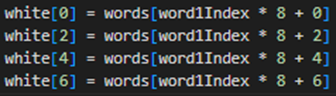 white[0] = words[word1Index * 8 + 0]
white[2] = words[word1Index * 8 + 2]
white[4] = words[word1Index * 8 + 4]
white[6] = words[word1Index * 8 + 6]